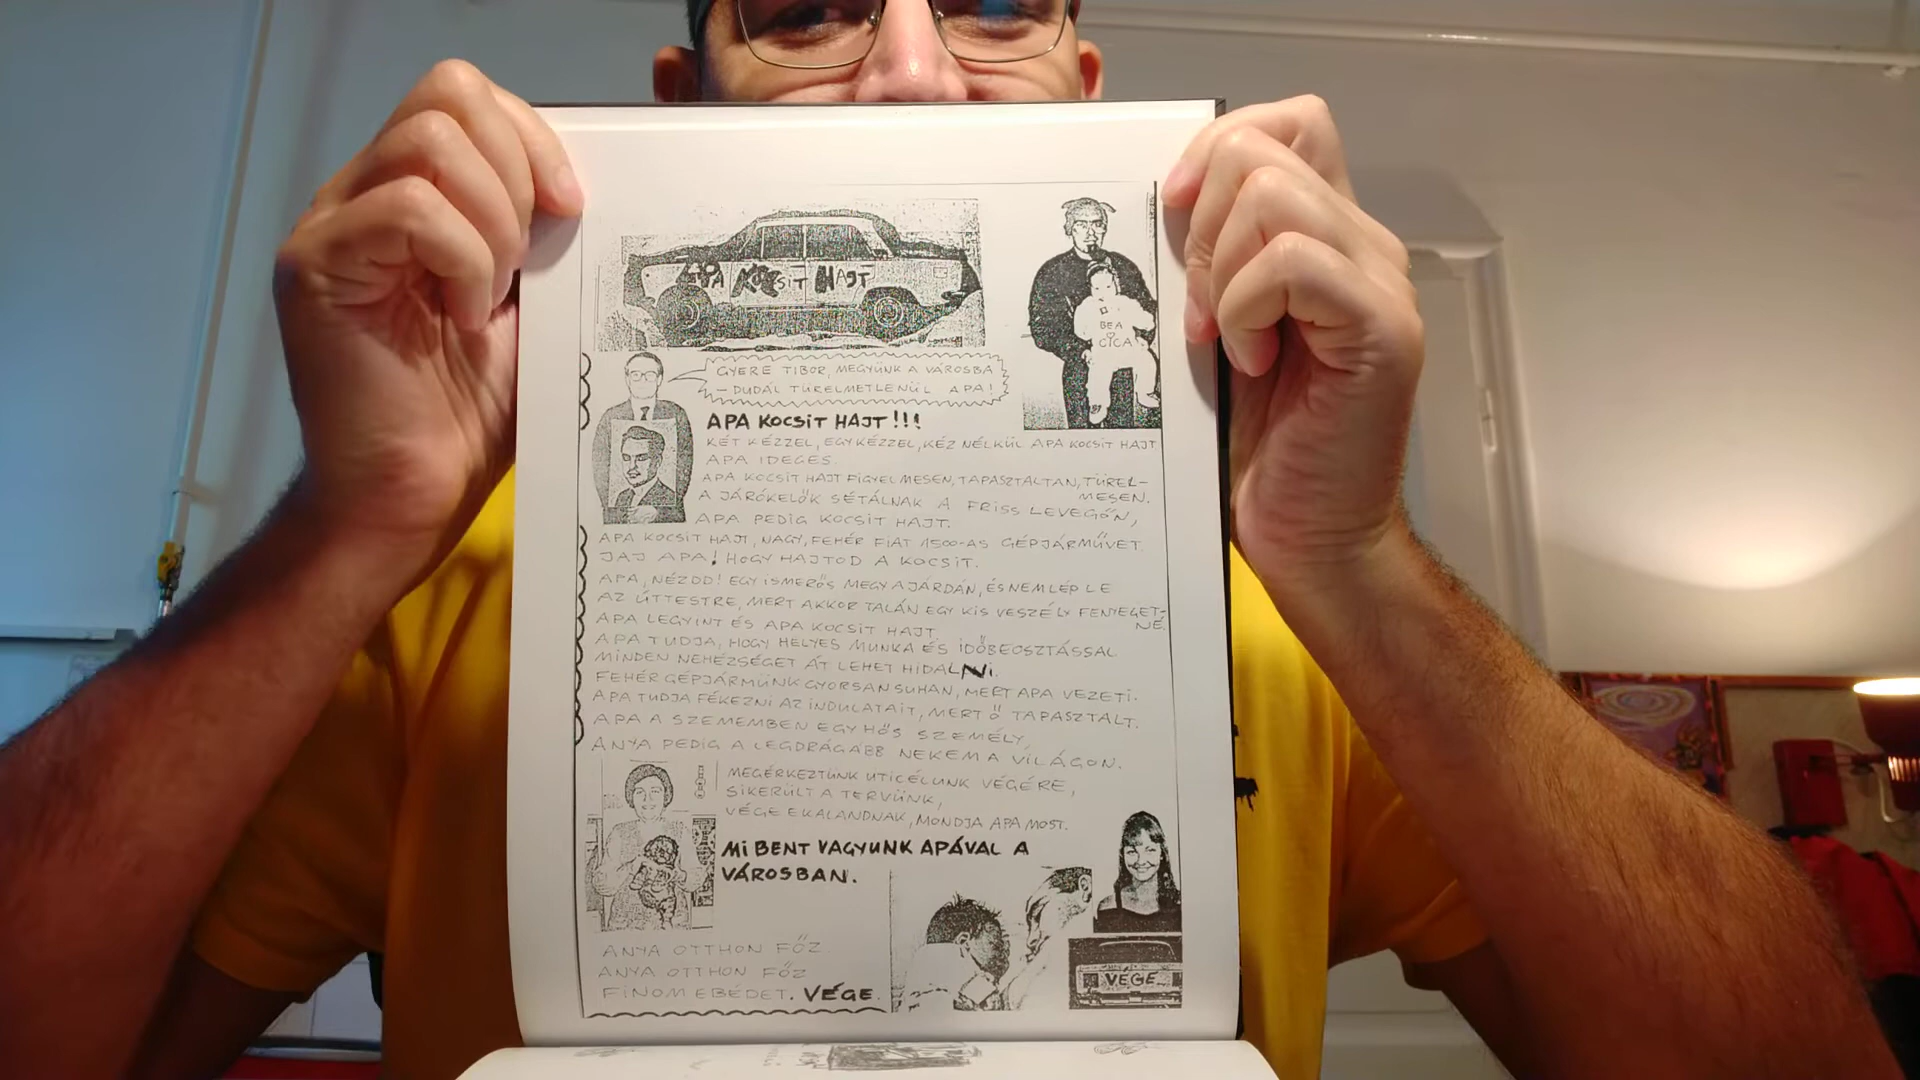 APA KOCSIT HAJT
BEA
CICA
GYERE TIBOR, MEGYÜNK A VÁROSBA
– DUDÁL TÜRELMETLENÜL APA!
APA KOCSIT HAJT!!!
KÉT KÉZZEL, EGYKÉZZEL, KÉZ NÉLKÜL APA KOCSIT HAJT
APA IDEGES.
APA KOCSIT HAJT FIGYELMESEN, TAPASZTALTAN, TÜREL-
MESEN.
A JÁRÓKELŐK SÉTÁLNAK A FRISS LEVEGŐN,
APA PEDIG KOCSIT HAJT.
APA KOCSIT HAJT, NAGY, FEHÉR FIAT 1500-AS GÉPJÁRMŰVET.
JAJ APA! HOGY HAJTOD A KOCSIT.
APA, NÉZDD! EGY ISMERŐS MEGY A JÁRDÁN, ÉS NEM LÉP LE
AZ ÚTTESTRE, MERT AKKOR TALÁN EGY KIS VESZÉLY FENYEGET-
NÉ.
APA LEGYINT ÉS APA KOCSIT HAJT.
APA TUDJA, HOGY HELYES MUNKA ÉS IDŐBEOSZTÁSSAL
MINDEN NEHÉZSÉGET ÁT LEHET HIDALNI.
FEHÉR GÉPJÁRMÜNK GYORSAN SUHAN, MERT APA VEZETI.
APA TUDJA FÉKEZNI AZ INDULATAIT, MERT Ő TAPASZTALT.
APA A SZEMEMBEN EGY HŐS SZEMÉLY,
ANYA PEDIG A LEGDRÁGÁBB NEKEM A VILÁGON.
MEGÉRKEZTÜNK UTICÉLUNK VÉGÉRE,
SIKERÜLT A TERVÜNK,
VÉGE E KALANDNAK, MONDJA APA MOST.
MI BENT VAGYUNK APÁVAL A
VÁROSBAN.
ANYA OTTHON FŐZ
ANYA OTTHON FŐZ
FINOM EBÉDET. VÉGE.
VÉGE